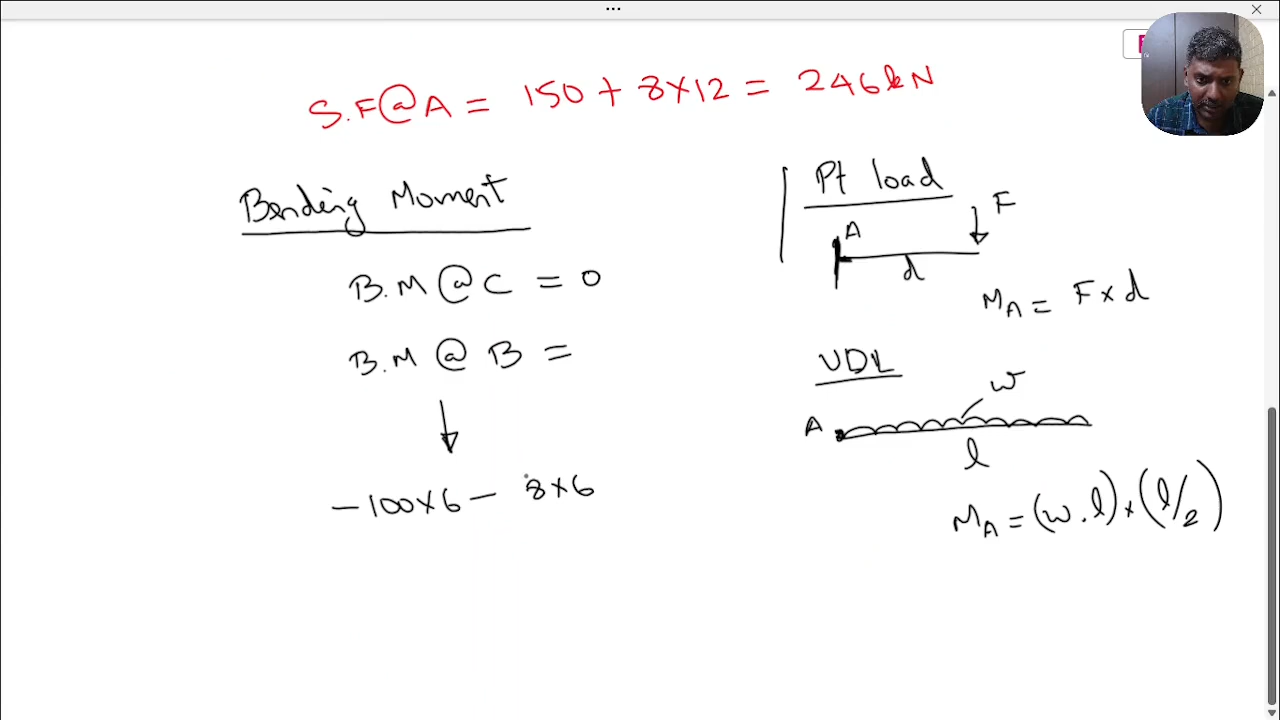 S.F@A = 150 + 8×12 = 246kN
Bending Moment
B.M @ C = 0
B.M @ B =
-100×6 - 8×6
Pt load
A
F
d
M_A = F × d
UDL
w
A
l
M_A = (w.l) × (l/2)